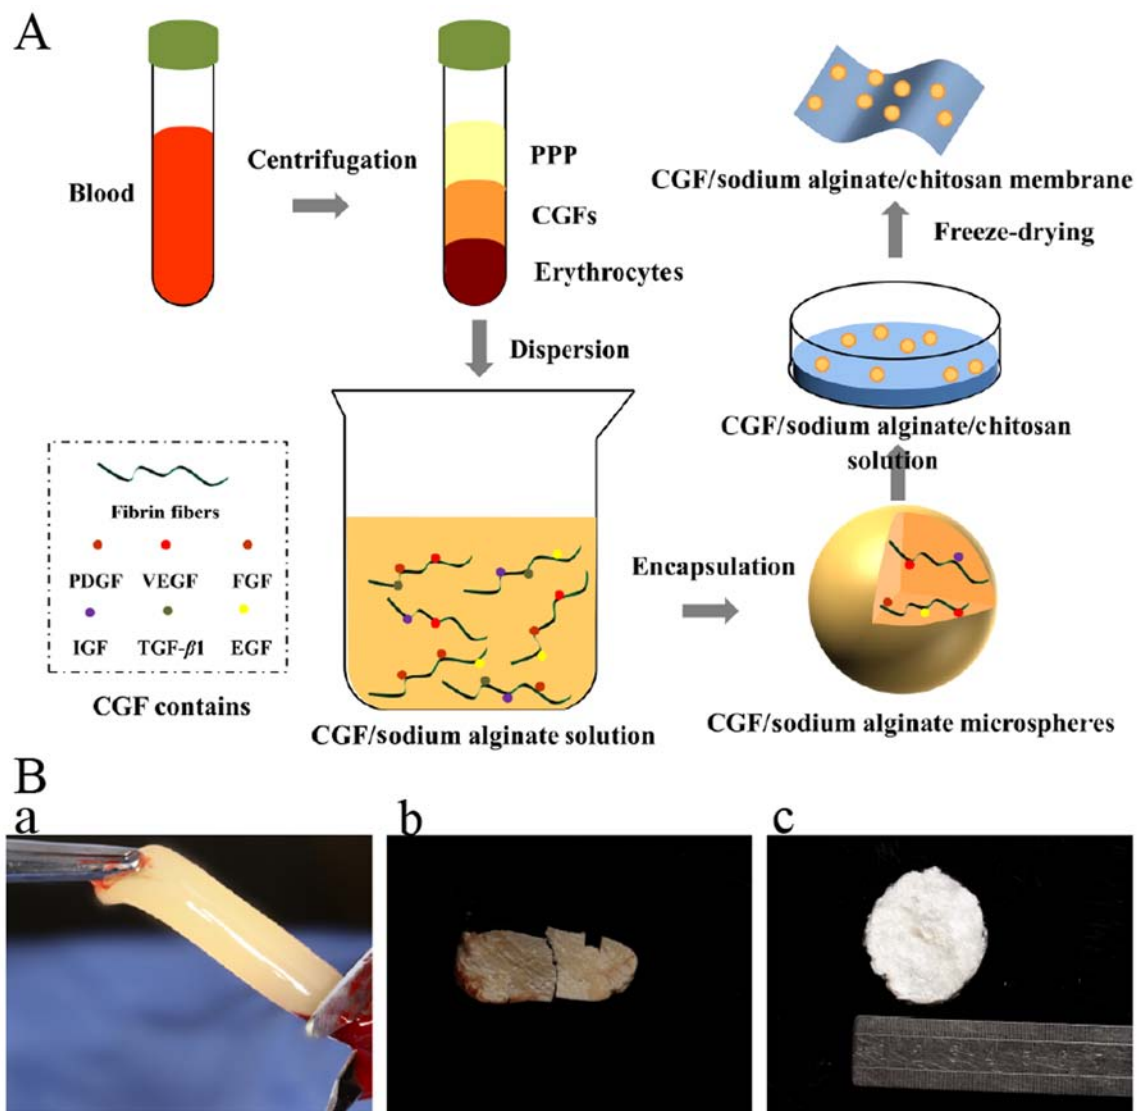 A
Blood
Centrifugation
PPP
CGFs
Erythrocytes
Dispersion
CGF/sodium alginate/chitosan membrane
Freeze-drying
CGF/sodium alginate/chitosan
solution
Fibrin fibers
PDGF VEGF FGF
IGF TGF-β1 EGF
CGF contains
CGF/sodium alginate solution
Encapsulation
CGF/sodium alginate microspheres
B
a
b
c